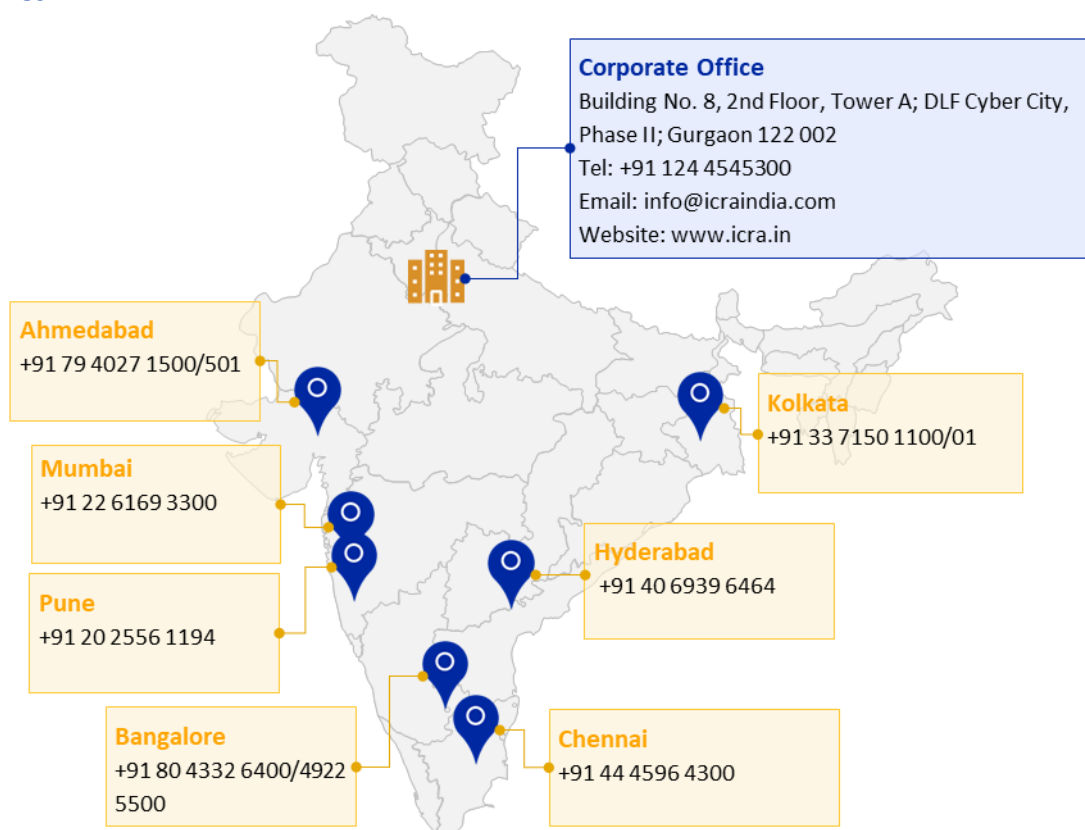 Corporate Office
Building No. 8, 2nd Floor, Tower A; DLF Cyber City,
Phase II; Gurgaon 122 002
Tel: +91 124 4545300
Email: info@icraindia.com
Website: www.icra.in
Ahmedabad
+91 79 4027 1500/501
Kolkata
+91 33 7150 1100/01
Mumbai
+91 22 6169 3300
Hyderabad
+91 40 6939 6464
Pune
+91 20 2556 1194
Bangalore
+91 80 4332 6400/4922
5500
Chennai
+91 44 4596 4300